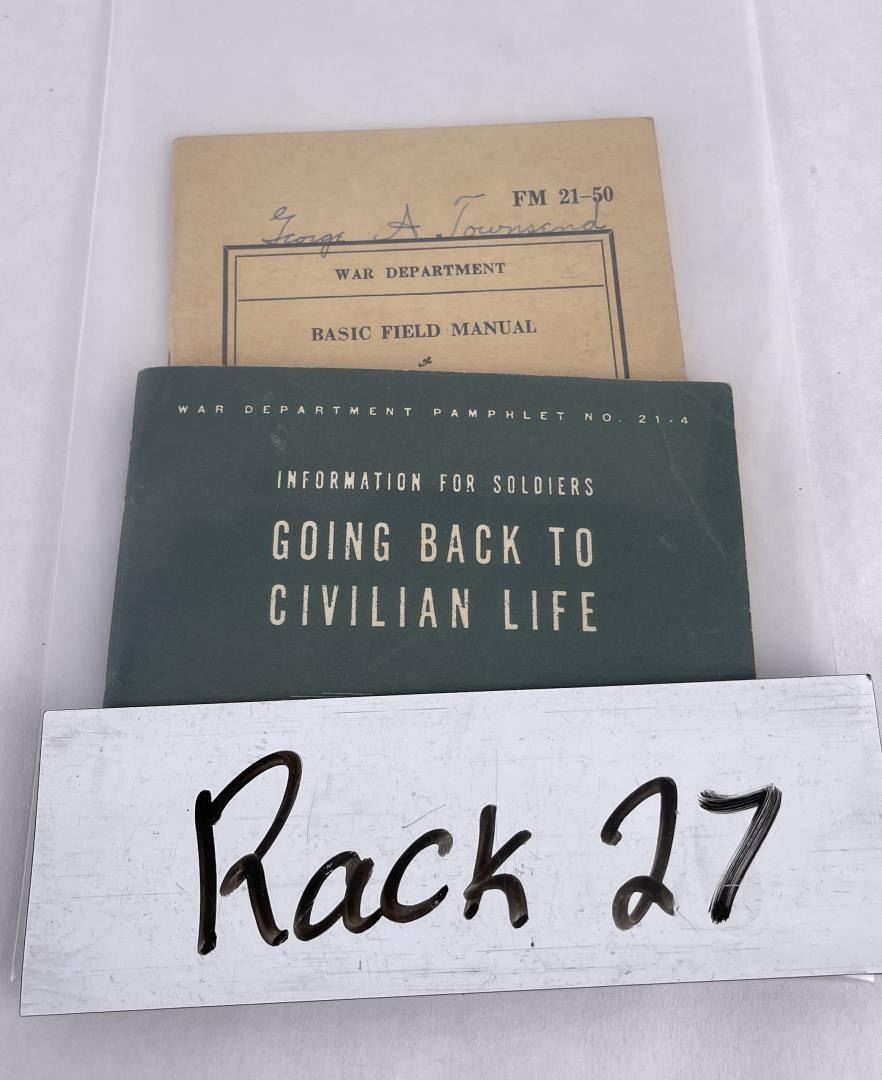 FM 21-50
George A Townsend
WAR DEPARTMENT
BASIC FIELD MANUAL
WAR DEPARTMENT PAMPHLET NO. 21-4
INFORMATION FOR SOLDIERS
GOING BACK TO
CIVILIAN LIFE
Rack 27